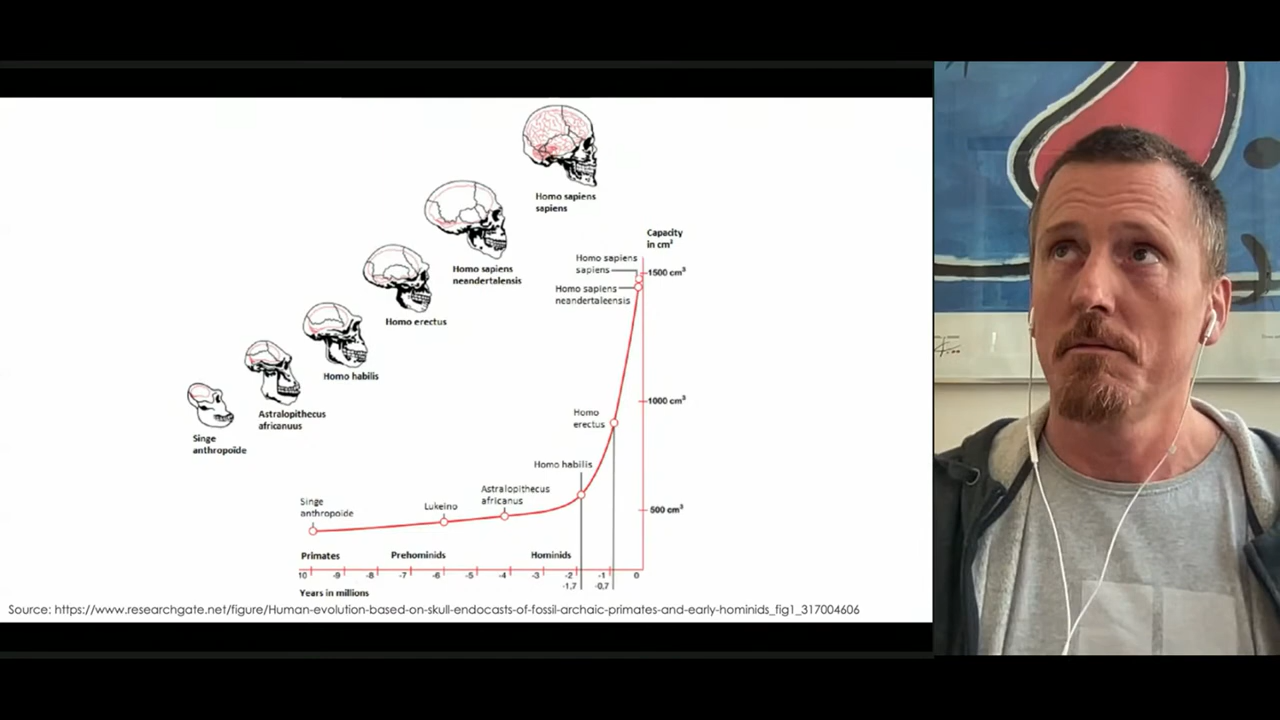 Homo sapiens
sapiens
Homo sapiens
neandertalensis
Homo erectus
Homo habilis
Astralopithecus
africanuus
Singe
anthropoïde
Capacity
in cm³
Homo sapiens
sapiens
1500 cm³
Homo sapiens
neandertaleensis
1000 cm³
Homo
erectus
Homo habilis
Astralopithecus
africanus
Lukeino
Singe
anthropoide
500 cm³
Primates Prehominids Hominids
10 -9 -8 -7 -6 -5 -4 -3 -2 -1 0
-1,7 -0,7
Years in millions
Source: https://www.researchgate.net/figure/Human-evolution-based-on-skull-endocasts-of-fossil-archaic-primates-and-early-hominids_fig1_317004606